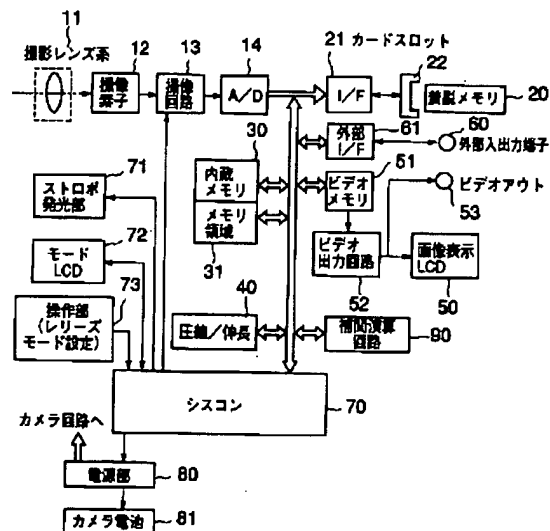 11
撮影レンズ系
12
撮像
素子
13
撮像
回路
14
A/D
21 カードスロット
I/F
22
着脱メモリ
20
61
外部
I/F
60
外部入出力端子
30
内蔵
メモリ
メモリ
領域
31
51
ビデオ
メモリ
ビデオアウト
53
ビデオ
出力回路
52
画像表示
LCD
50
71
ストロボ
発光部
72
モード
LCD
73
操作部
(レリーズ
モード設定)
40
圧縮/伸長
補間演算
回路
90
シスコン
70
カメラ回路へ
電源部
80
カメラ電池
81